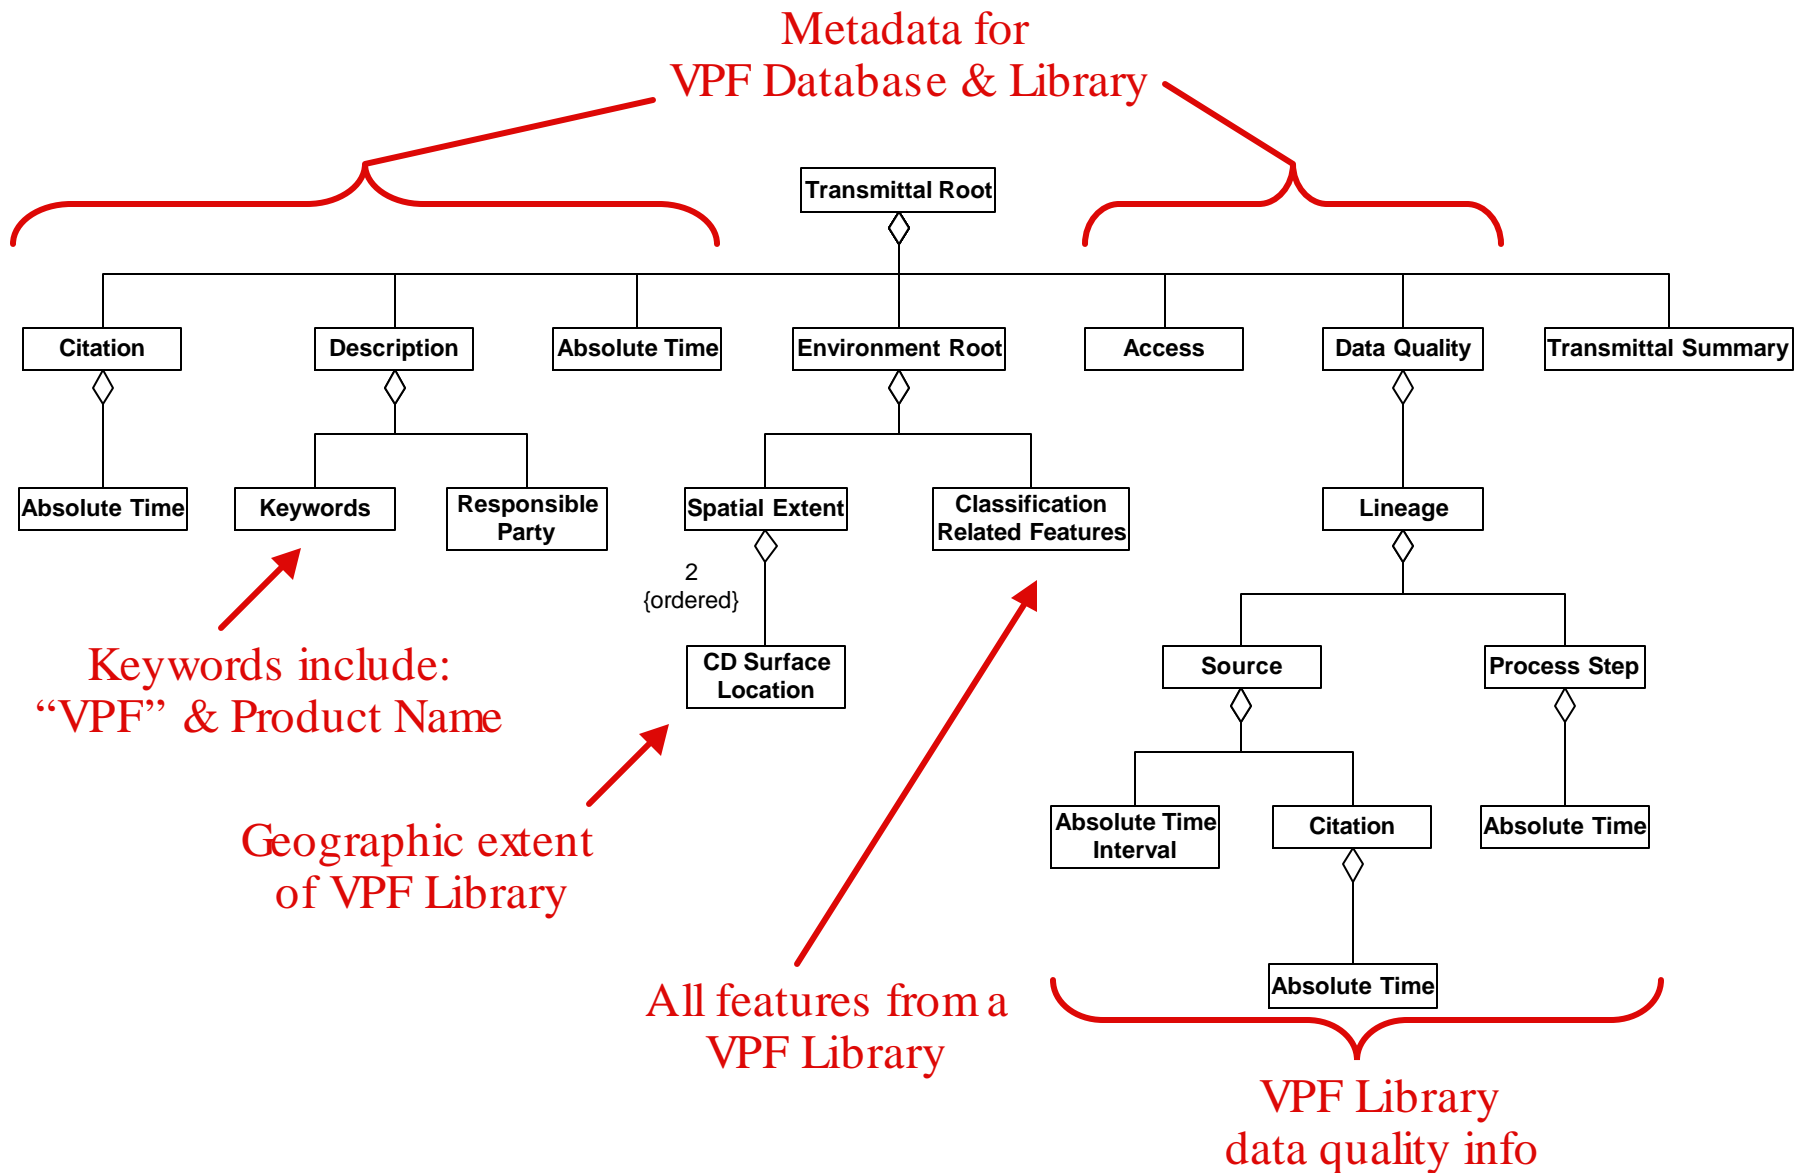 Metadata for
VPF Database & Library
Transmittal Root
Citation
Description
Absolute Time
Environment Root
Access
Data Quality
Transmittal Summary
Absolute Time
Keywords
Responsible
Party
Spatial Extent
Classification
Related Features
Lineage
2
{ordered}
Keywords include:
“VPF” & Product Name
CD Surface
Location
Source
Process Step
Geographic extent
of VPF Library
Absolute Time
Interval
Citation
Absolute Time
All features from a
VPF Library
Absolute Time
VPF Library
data quality info